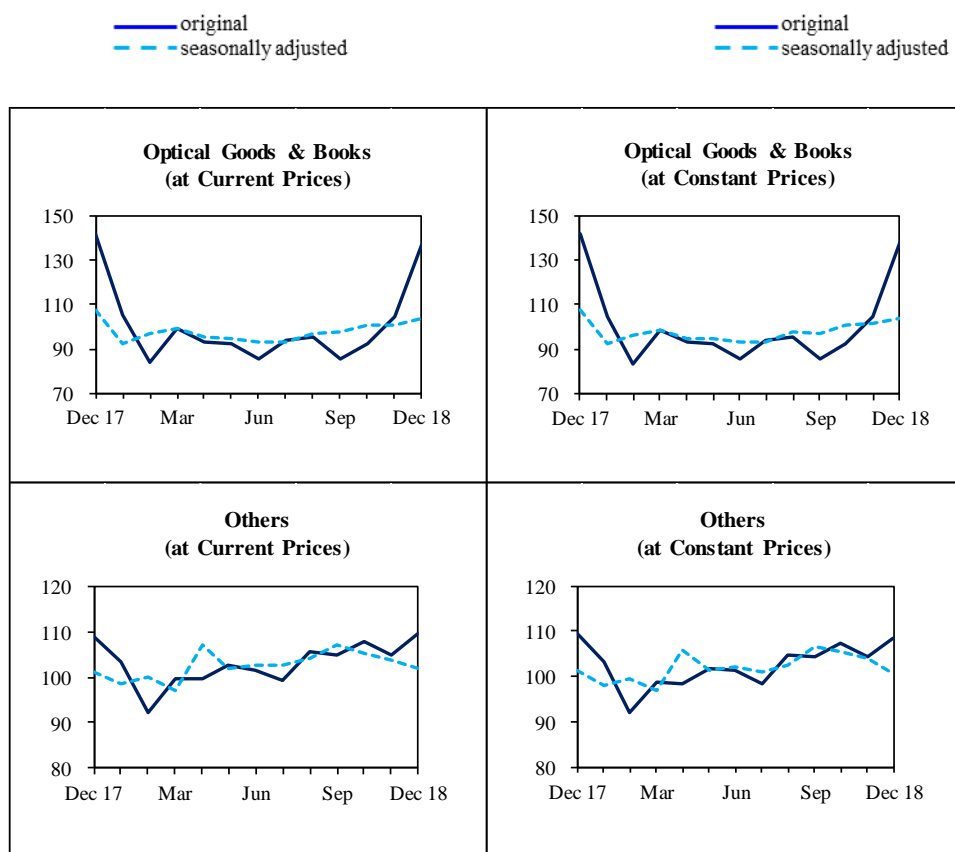 original
seasonally adjusted
original
seasonally adjusted
Optical Goods & Books
(at Current Prices)
150
130
110
90
70
Dec 17 Mar Jun Sep Dec 18
Optical Goods & Books
(at Constant Prices)
150
130
110
90
70
Dec 17 Mar Jun Sep Dec 18
Others
(at Current Prices)
120
110
100
90
80
Dec 17 Mar Jun Sep Dec 18
Others
(at Constant Prices)
120
110
100
90
80
Dec 17 Mar Jun Sep Dec 18